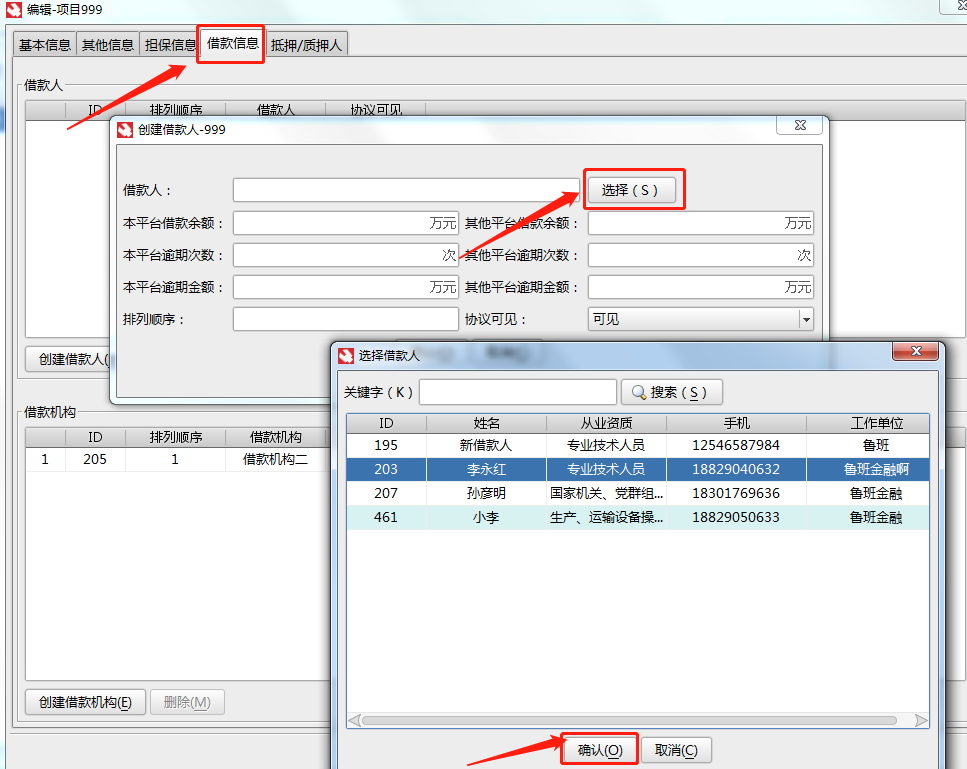 编辑-项目999
基本信息 其他信息 担保信息 借款信息 抵押/质押人
借款人
ID 排列顺序 借款人 协议可见
创建借款人-999
借款人： 选择（S）
本平台借款余额： 万元 其他平台借款余额： 万元
本平台逾期次数： 次 其他平台逾期次数： 次
本平台逾期金额： 万元 其他平台逾期金额： 万元
排列顺序： 协议可见： 可见
创建借款人(
选择借款人
关键字（K） 搜索（S）
ID 姓名 从业资质 手机 工作单位
195 新借款人 专业技术人员 12546587984 鲁班
203 李永红 专业技术人员 18829040632 鲁班金融啊
207 孙彦明 国家机关、党群组... 18301769636 鲁班金融
461 小李 生产、运输设备操... 18829050633 鲁班金融
确认(O) 取消(C)
借款机构
ID 排列顺序 借款机构
1 205 1 借款机构二
创建借款机构(E) 删除(M)